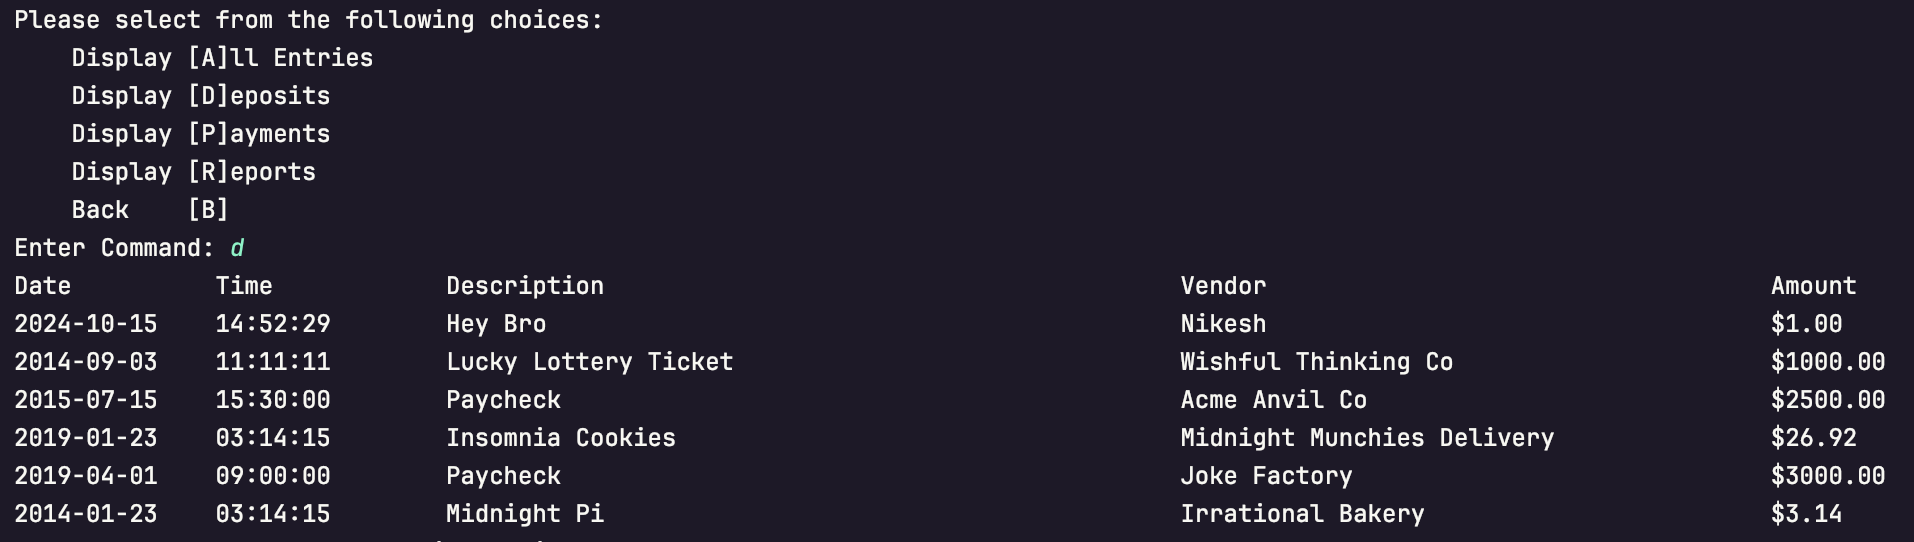 Please select from the following choices:
    Display [A]ll Entries
    Display [D]eposits
    Display [P]ayments
    Display [R]eports
    Back    [B]
Enter Command: d
Date          Time            Description                                        Vendor                                   Amount
2024-10-15    14:52:29        Hey Bro                                            Nikesh                                   $1.00
2014-09-03    11:11:11        Lucky Lottery Ticket                               Wishful Thinking Co                      $1000.00
2015-07-15    15:30:00        Paycheck                                           Acme Anvil Co                            $2500.00
2019-01-23    03:14:15        Insomnia Cookies                                   Midnight Munchies Delivery               $26.92
2019-04-01    09:00:00        Paycheck                                           Joke Factory                             $3000.00
2014-01-23    03:14:15        Midnight Pi                                        Irrational Bakery                        $3.14